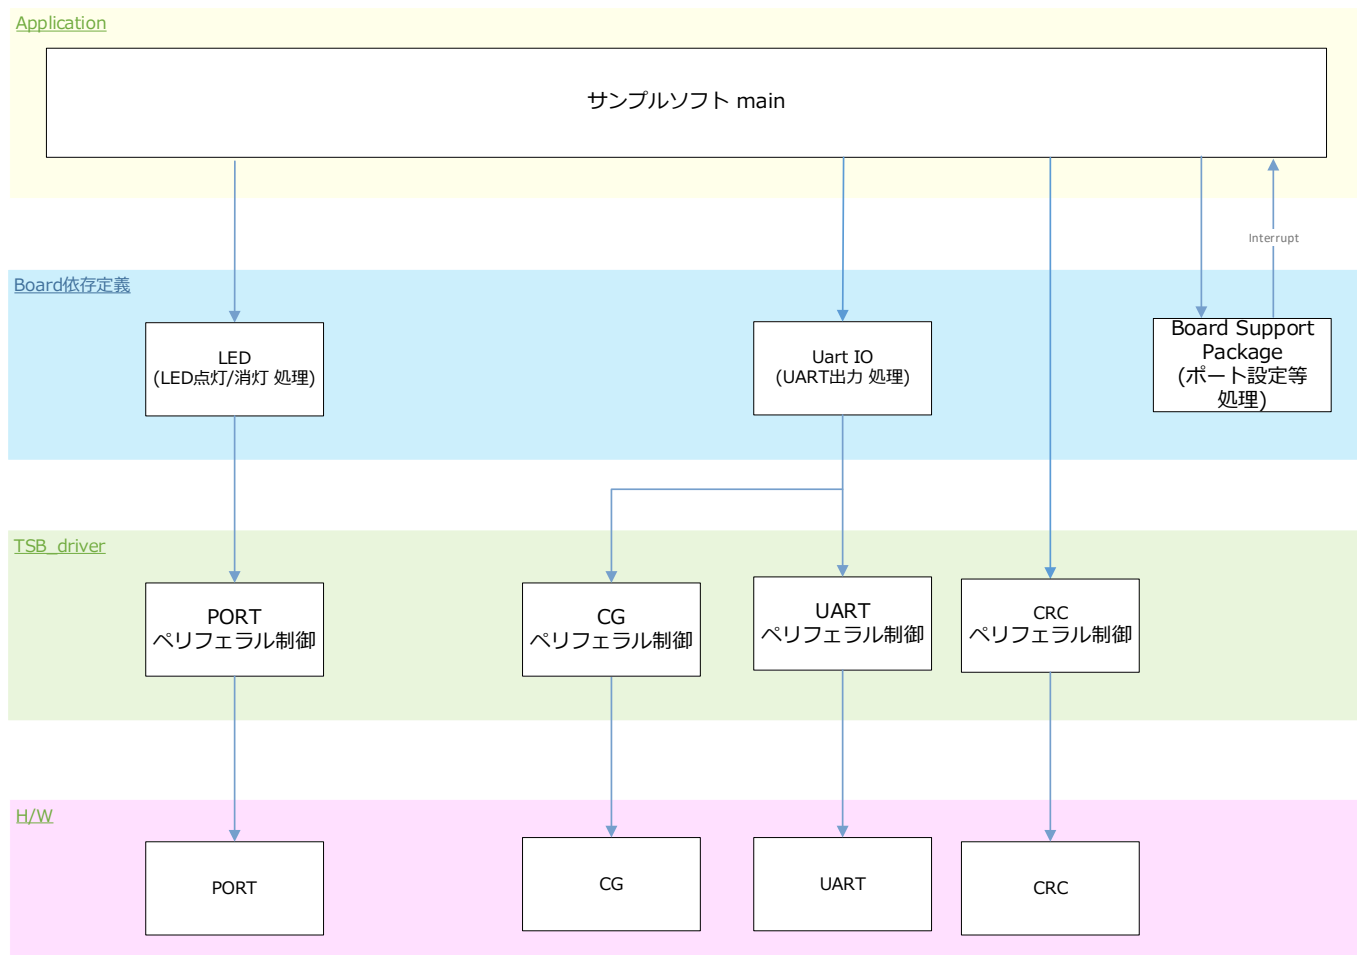 Application
サンプルソフト main
Interrupt
Board依存定義
LED
(LED点灯/消灯 処理)
Uart IO
(UART出力 処理)
Board Support
Package
(ポート設定等
処理)
TSB_driver
PORT
ペリフェラル制御
CG
ペリフェラル制御
UART
ペリフェラル制御
CRC
ペリフェラル制御
H/W
PORT
CG
UART
CRC